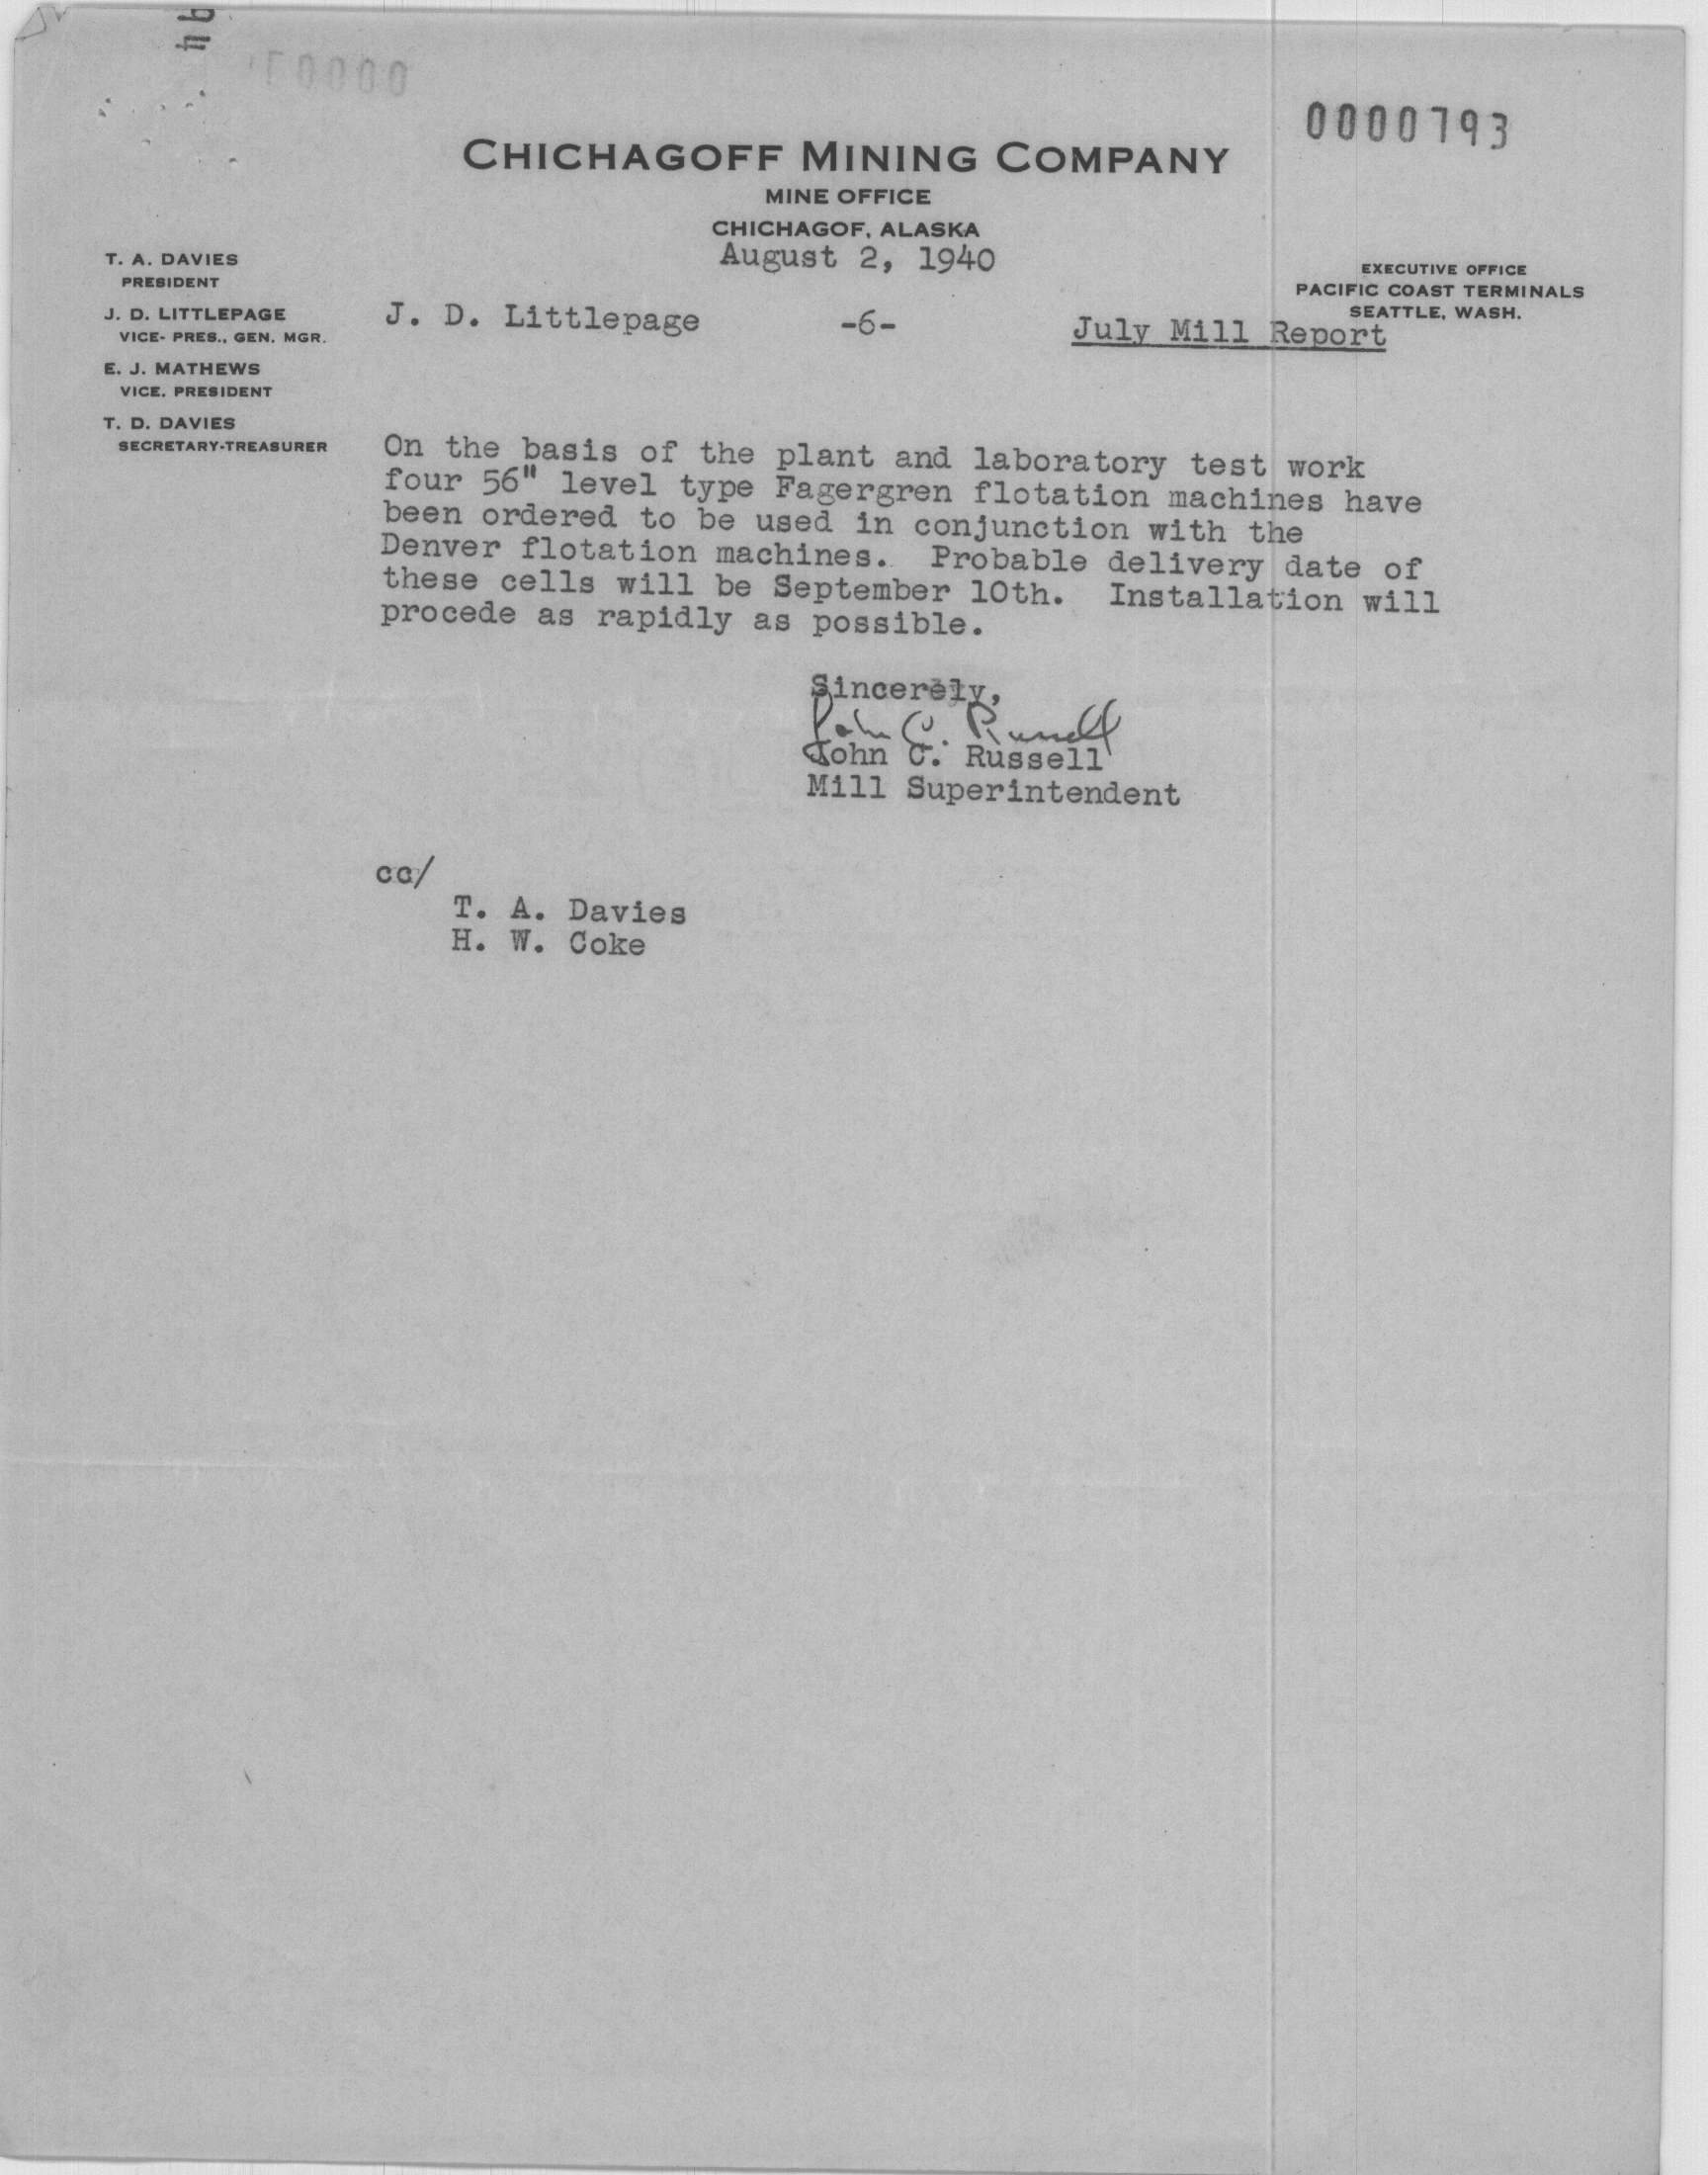 0000793
CHICHAGOFF MINING COMPANY
MINE OFFICE
CHICHAGOF, ALASKA
August 2, 1940
T. A. DAVIES
PRESIDENT
J. D. LITTLEPAGE
VICE- PRES., GEN. MGR.
E. J. MATHEWS
VICE. PRESIDENT
T. D. DAVIES
SECRETARY-TREASURER
EXECUTIVE OFFICE
PACIFIC COAST TERMINALS
SEATTLE, WASH.
J. D. Littlepage -6- July Mill Report
On the basis of the plant and laboratory test work
four 56" level type Fagergren flotation machines have
been ordered to be used in conjunction with the
Denver flotation machines. Probable delivery date of
these cells will be September 10th. Installation will
procede as rapidly as possible.
Sincerely,
John C. Russell
John C. Russell
Mill Superintendent
cc/
T. A. Davies
H. W. Coke